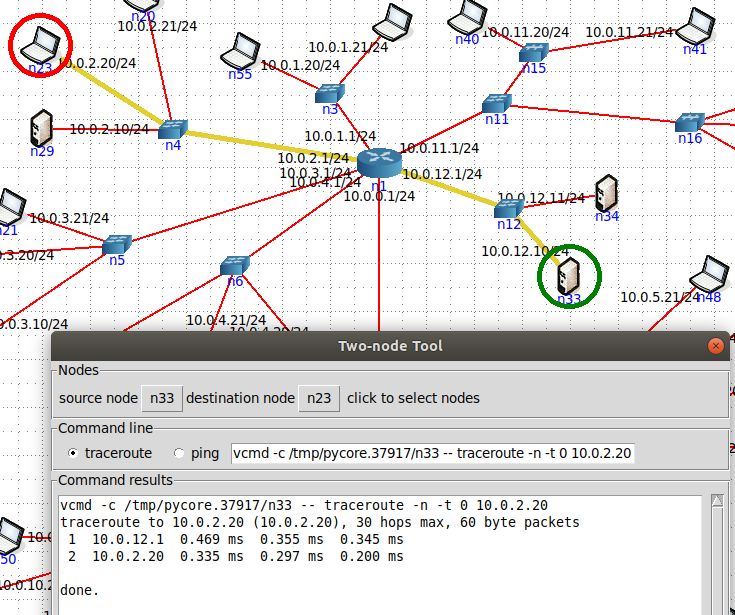 n20
10.0.2.21/24
n23
10.0.2.20/24
n55
10.0.1.20/24
10.0.1.21/24
n40
10.0.11.20/24
10.0.11.21/24
n41
n15
n3
n11
n16
n29
10.0.2.10/24
n4
10.0.1.1/24
10.0.11.1/24
10.0.2.1/24
10.0.3.1/24
10.0.4.1/24
n1
10.0.12.1/24
10.0.0.1/24
10.0.12.11/24
n34
n12
n21
10.0.3.21/24
.3.20/24
n5
n6
10.0.12.10/24
n33
10.0.5.21/24
n48
0.0.3.10/24
10.0.4.21/24
Two-node Tool
Nodes
source node n33 destination node n23 click to select nodes
Command line
traceroute ping vcmd -c /tmp/pycore.37917/n33 -- traceroute -n -t 0 10.0.2.20
Command results
vcmd -c /tmp/pycore.37917/n33 -- traceroute -n -t 0 10.0.2.20
traceroute to 10.0.2.20 (10.0.2.20), 30 hops max, 60 byte packets
1 10.0.12.1 0.469 ms 0.355 ms 0.345 ms
2 10.0.2.20 0.335 ms 0.297 ms 0.200 ms
done.
50
10.0
10.0.10.2